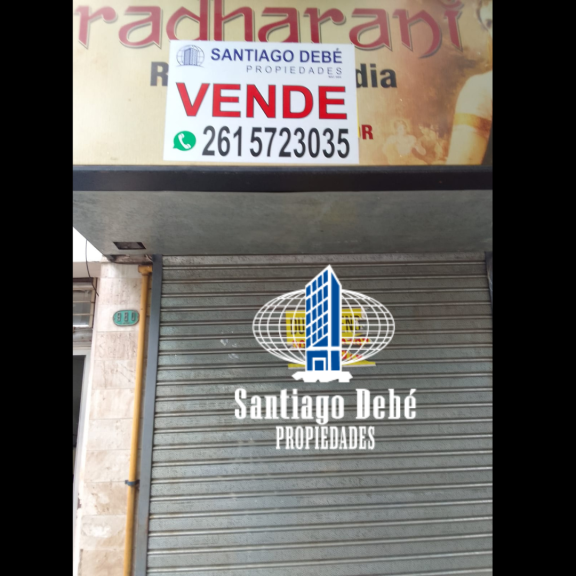 radharani
SANTIAGO DEBÉ
PROPIEDADES
VENDE
261 5723035
Santiago Debé
PROPIEDADES